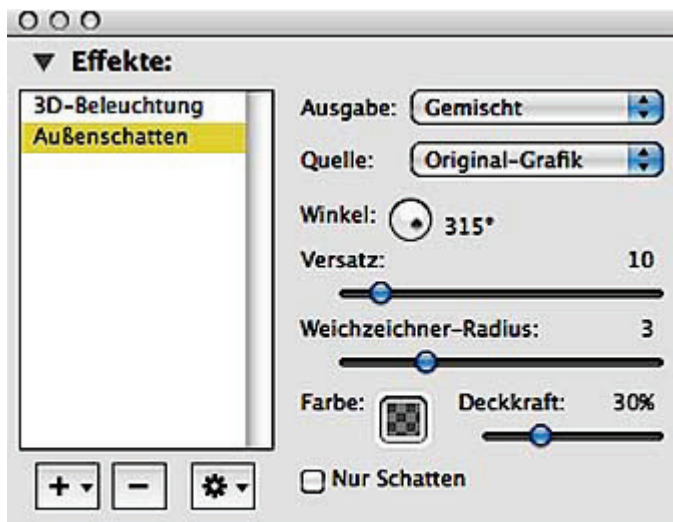 Effekte:
3D-Beleuchtung
Außenschatten
Ausgabe: Gemischt
Quelle: Original-Grafik
Winkel: 315°
Versatz: 10
Weichzeichner-Radius: 3
Farbe: Deckkraft: 30%
Nur Schatten